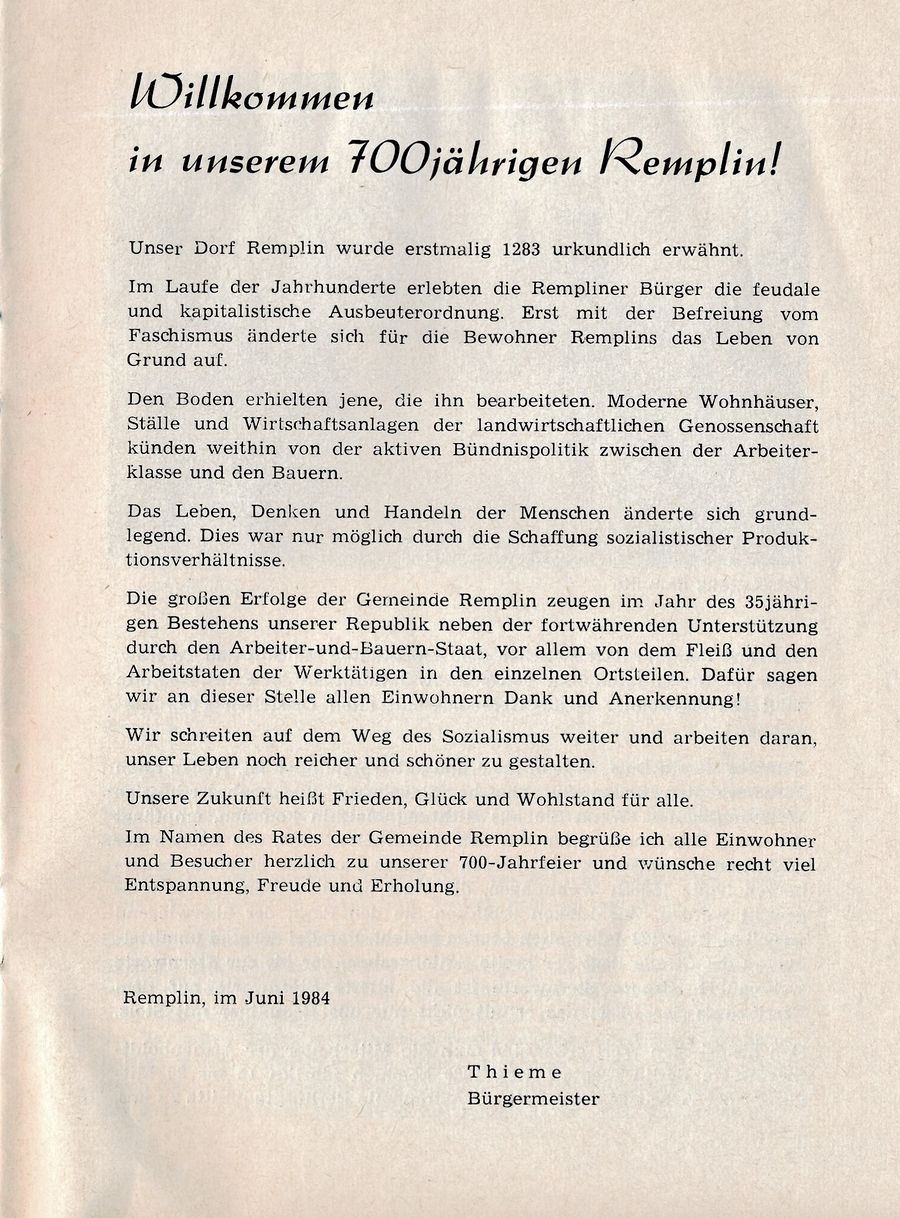 Willkommen
in unserem 700jährigen Remplin!
Unser Dorf Remplin wurde erstmalig 1283 urkundlich erwähnt.
Im Laufe der Jahrhunderte erlebten die Rempliner Bürger die feudale
und kapitalistische Ausbeuterordnung. Erst mit der Befreiung vom
Faschismus änderte sich für die Bewohner Remplins das Leben von
Grund auf.
Den Boden erhielten jene, die ihn bearbeiteten. Moderne Wohnhäuser,
Ställe und Wirtschaftsanlagen der landwirtschaftlichen Genossenschaft
künden weithin von der aktiven Bündnispolitik zwischen der Arbeiter-
klasse und den Bauern.
Das Leben, Denken und Handeln der Menschen änderte sich grund-
legend. Dies war nur möglich durch die Schaffung sozialistischer Produk-
tionsverhältnisse.
Die großen Erfolge der Gemeinde Remplin zeugen im Jahr des 35jähri-
gen Bestehens unserer Republik neben der fortwährenden Unterstützung
durch den Arbeiter-und-Bauern-Staat, vor allem von dem Fleiß und den
Arbeitstaten der Werktätigen in den einzelnen Ortsteilen. Dafür sagen
wir an dieser Stelle allen Einwohnern Dank und Anerkennung!
Wir schreiten auf dem Weg des Sozialismus weiter und arbeiten daran,
unser Leben noch reicher und schöner zu gestalten.
Unsere Zukunft heißt Frieden, Glück und Wohlstand für alle.
Im Namen des Rates der Gemeinde Remplin begrüße ich alle Einwohner
und Besucher herzlich zu unserer 700-Jahrfeier und wünsche recht viel
Entspannung, Freude und Erholung.
Remplin, im Juni 1984
Thieme
Bürgermeister